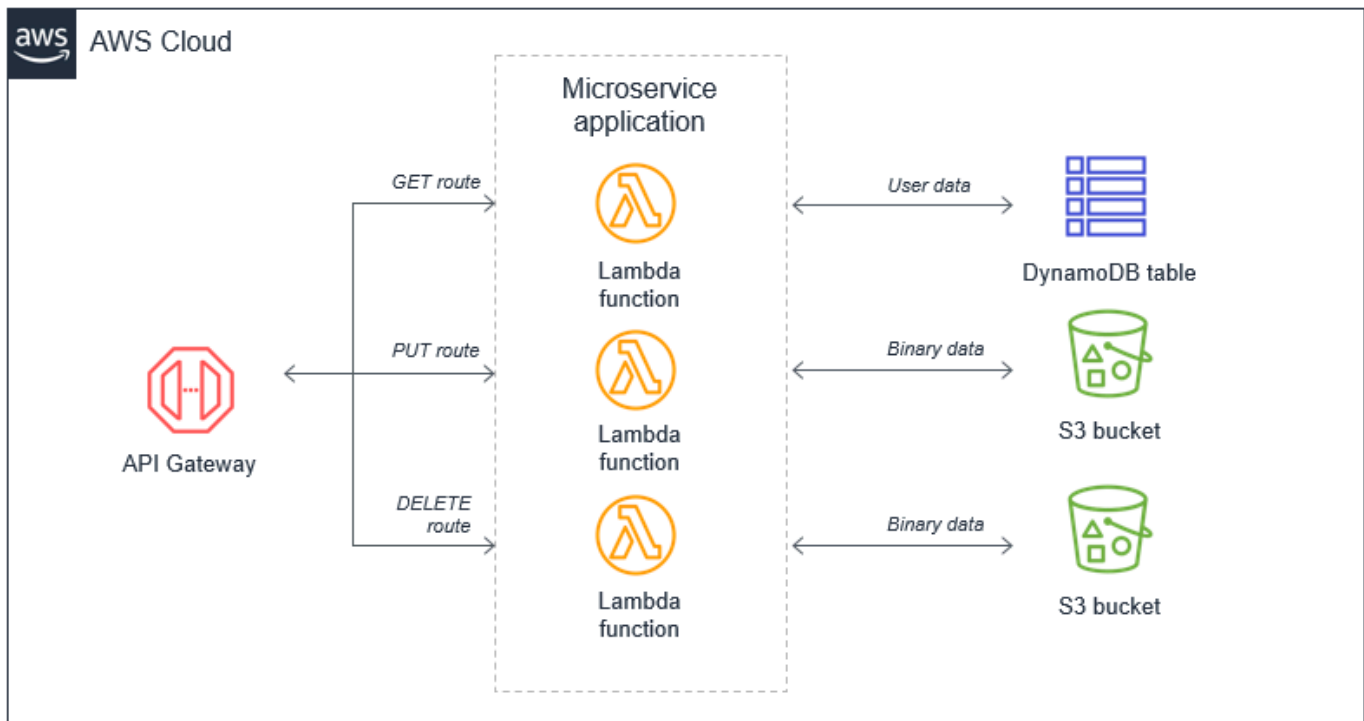 aws
AWS Cloud
Microservice
application
GET route
Lambda
function
User data
DynamoDB table
API Gateway
PUT route
Lambda
function
Binary data
S3 bucket
DELETE
route
Lambda
function
Binary data
S3 bucket